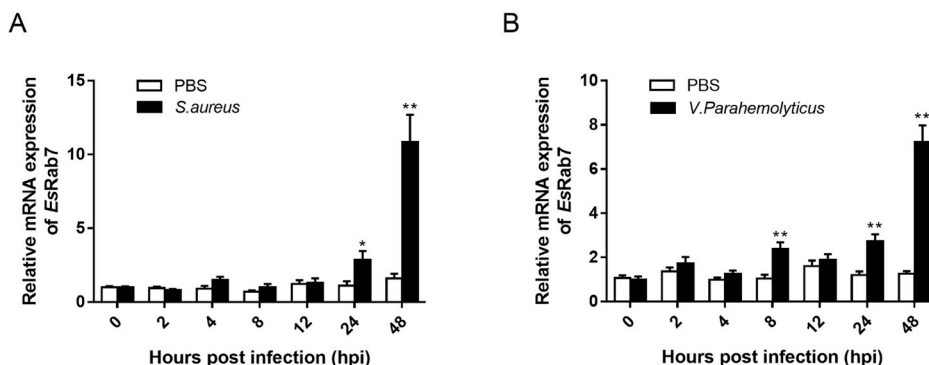 A
Relative mRNA expression
of EsRab7
15
10
5
0
PBS
S.aureus
*
**
0
2
4
8
12
24
48
Hours post infection (hpi)
B
Relative mRNA expression
of EsRab7
10
8
6
4
2
0
PBS
V.Parahemolyticus
**
**
**
0
2
4
8
12
24
48
Hours post infection (hpi)